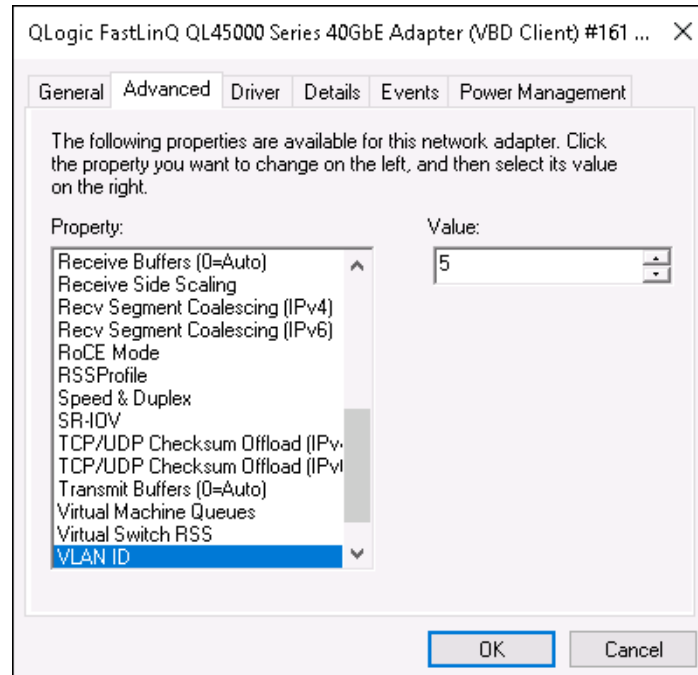 QLogic FastLinQ QL45000 Series 40GbE Adapter (VBD Client) #161 ...
General Advanced Driver Details Events Power Management
The following properties are available for this network adapter. Click
the property you want to change on the left, and then select its value
on the right.
Property:
Value:
Receive Buffers (0=Auto)
Receive Side Scaling
Recv Segment Coalescing (IPv4)
Recv Segment Coalescing (IPv6)
RoCE Mode
RSSProfile
Speed & Duplex
SR-IOV
TCP/UDP Checksum Offload (IPv
TCP/UDP Checksum Offload (IPv
Transmit Buffers (0=Auto)
Virtual Machine Queues
Virtual Switch RSS
VLAN ID
5
OK Cancel